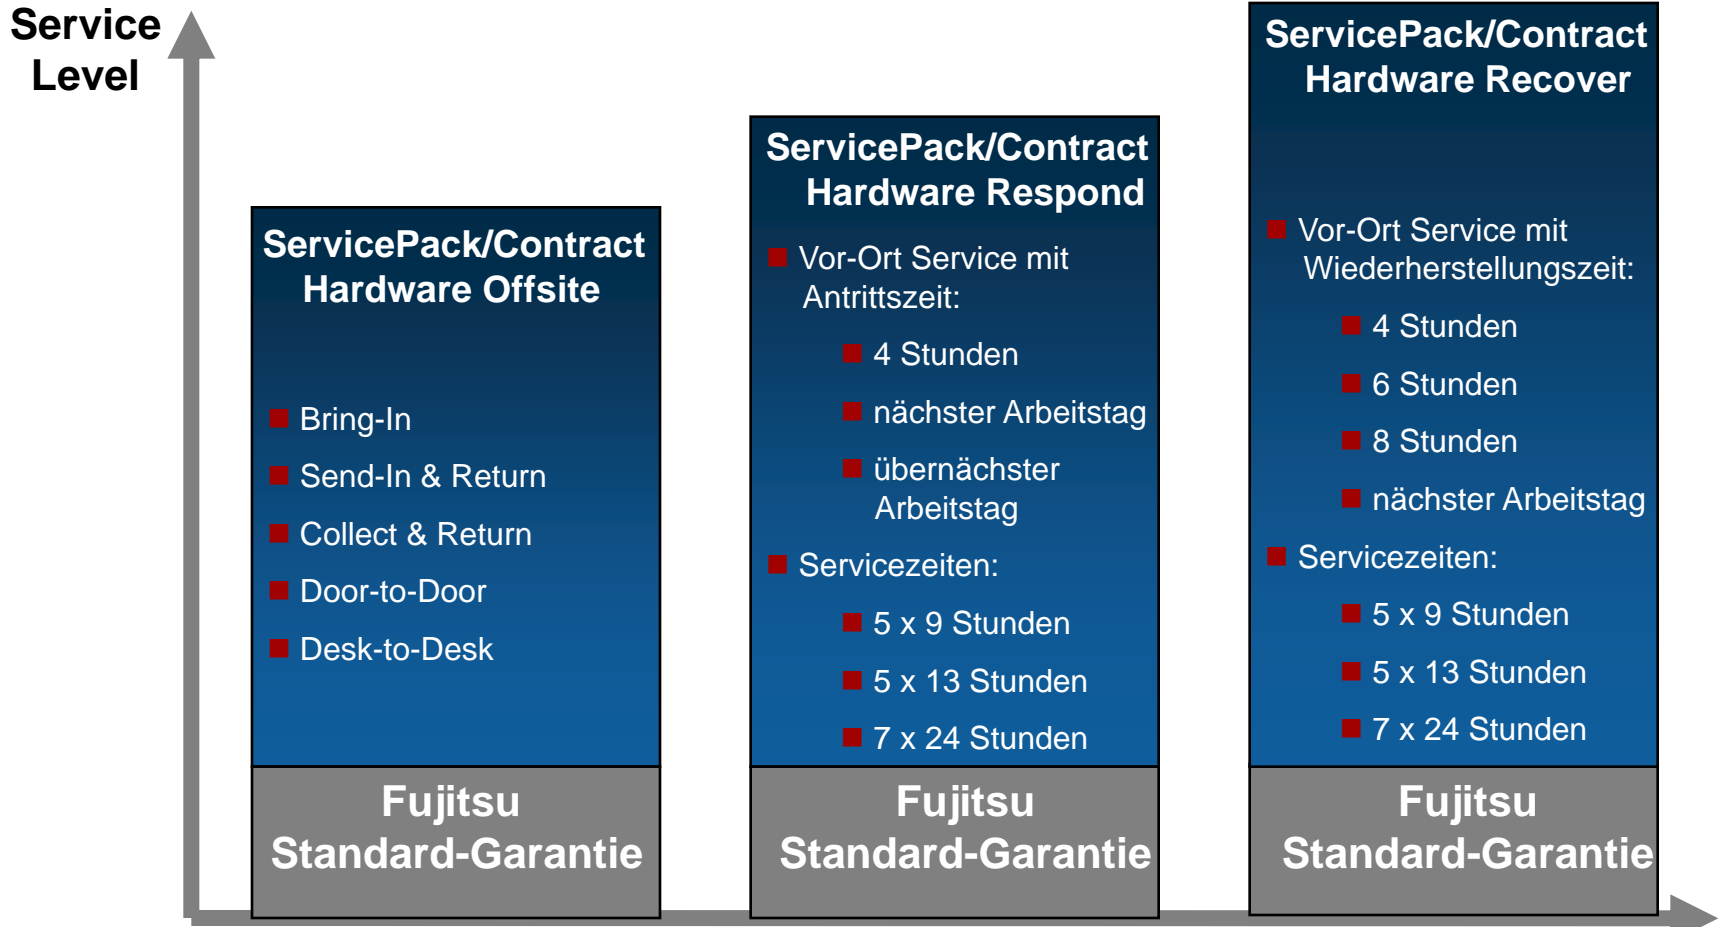 Service
Level
ServicePack/Contract
Hardware Offsite
Bring-In
Send-In & Return
Collect & Return
Door-to-Door
Desk-to-Desk
Fujitsu
Standard-Garantie
ServicePack/Contract
Hardware Respond
Vor-Ort Service mit
Antrittszeit:
4 Stunden
nächster Arbeitstag
übernächster
Arbeitstag
Servicezeiten:
5 x 9 Stunden
5 x 13 Stunden
7 x 24 Stunden
Fujitsu
Standard-Garantie
ServicePack/Contract
Hardware Recover
Vor-Ort Service mit
Wiederherstellungszeit:
4 Stunden
6 Stunden
8 Stunden
nächster Arbeitstag
Servicezeiten:
5 x 9 Stunden
5 x 13 Stunden
7 x 24 Stunden
Fujitsu
Standard-Garantie